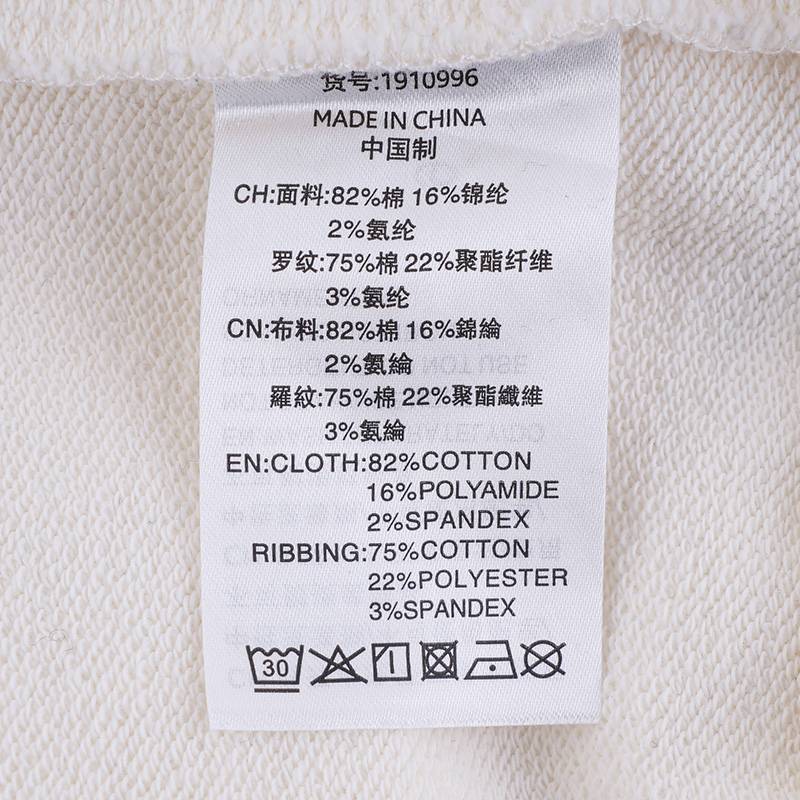 货号:1910996
MADE IN CHINA
中国制
CH:面料:82%棉 16%锦纶
2%氨纶
罗纹:75%棉 22%聚酯纤维
3%氨纶
CN:布料:82%棉 16%錦綸
2%氨綸
羅紋:75%棉 22%聚酯纖維
3%氨綸
EN:CLOTH:82%COTTON
16%POLYAMIDE
2%SPANDEX
RIBBING:75%COTTON
22%POLYESTER
3%SPANDEX
30